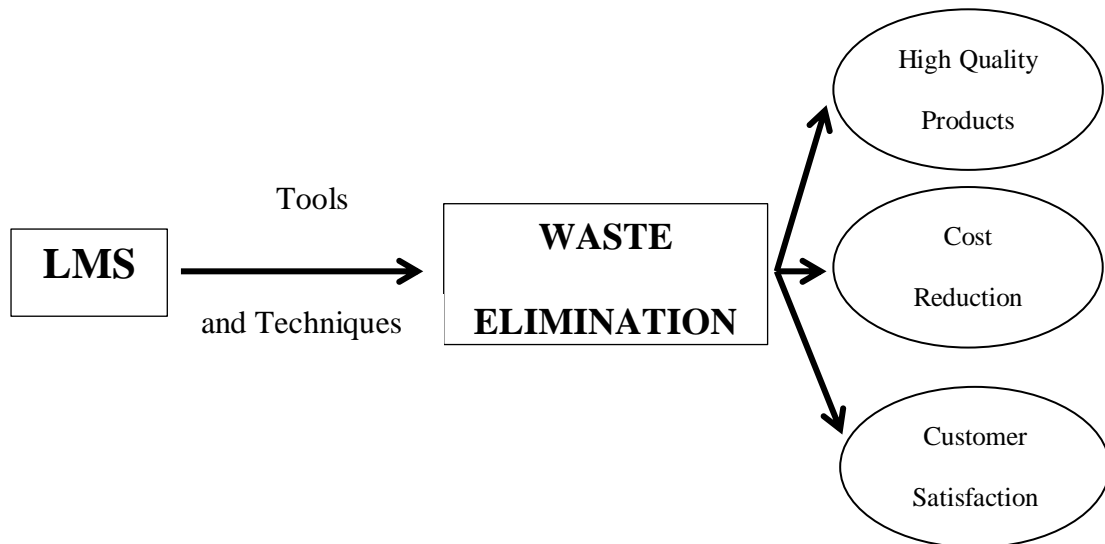 LMS
Tools
and Techniques
WASTE
ELIMINATION
High Quality
Products
Cost
Reduction
Customer
Satisfaction